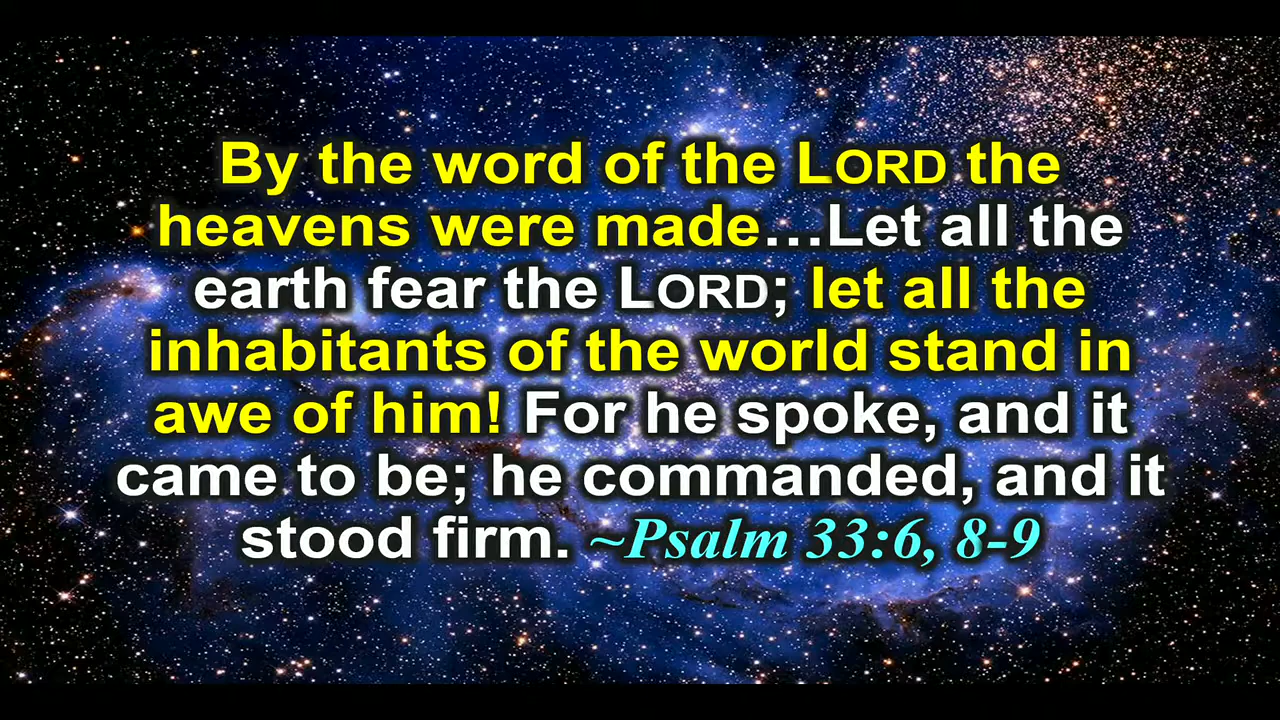 By the word of the LORD the
heavens were made…Let all the
earth fear the LORD; let all the
inhabitants of the world stand in
awe of him! For he spoke, and it
came to be; he commanded, and it
stood firm. ~Psalm 33:6, 8-9